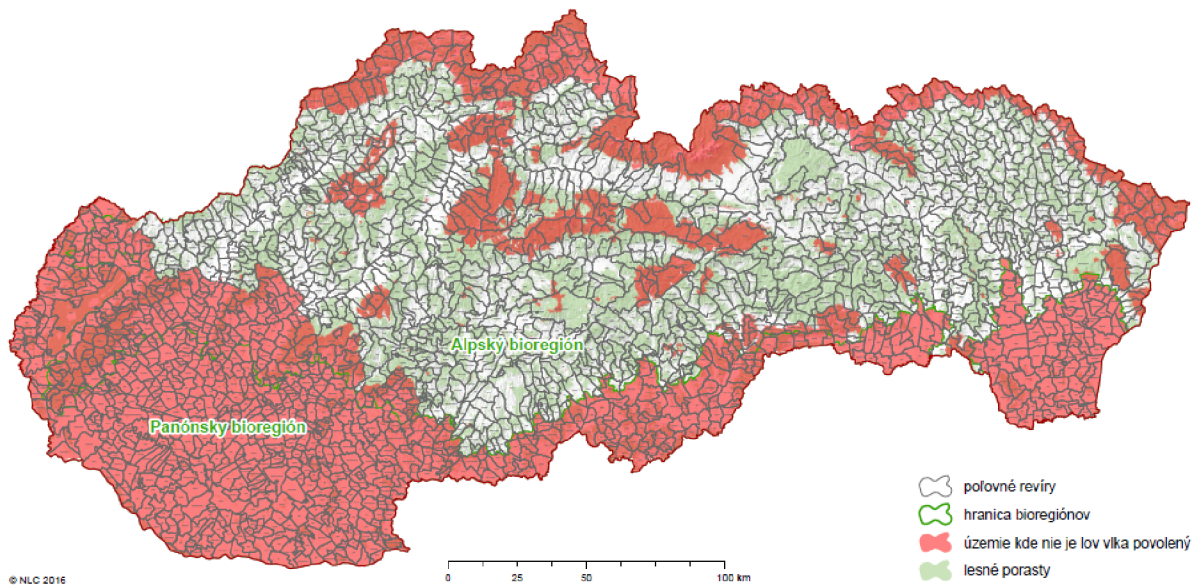 Alpský bioregión
Panónsky bioregión
poľovné revíry
hranica bioregiónov
územie kde nie je lov vlka povolený
lesné porasty
0 25 50 100 km
© NLC 2016